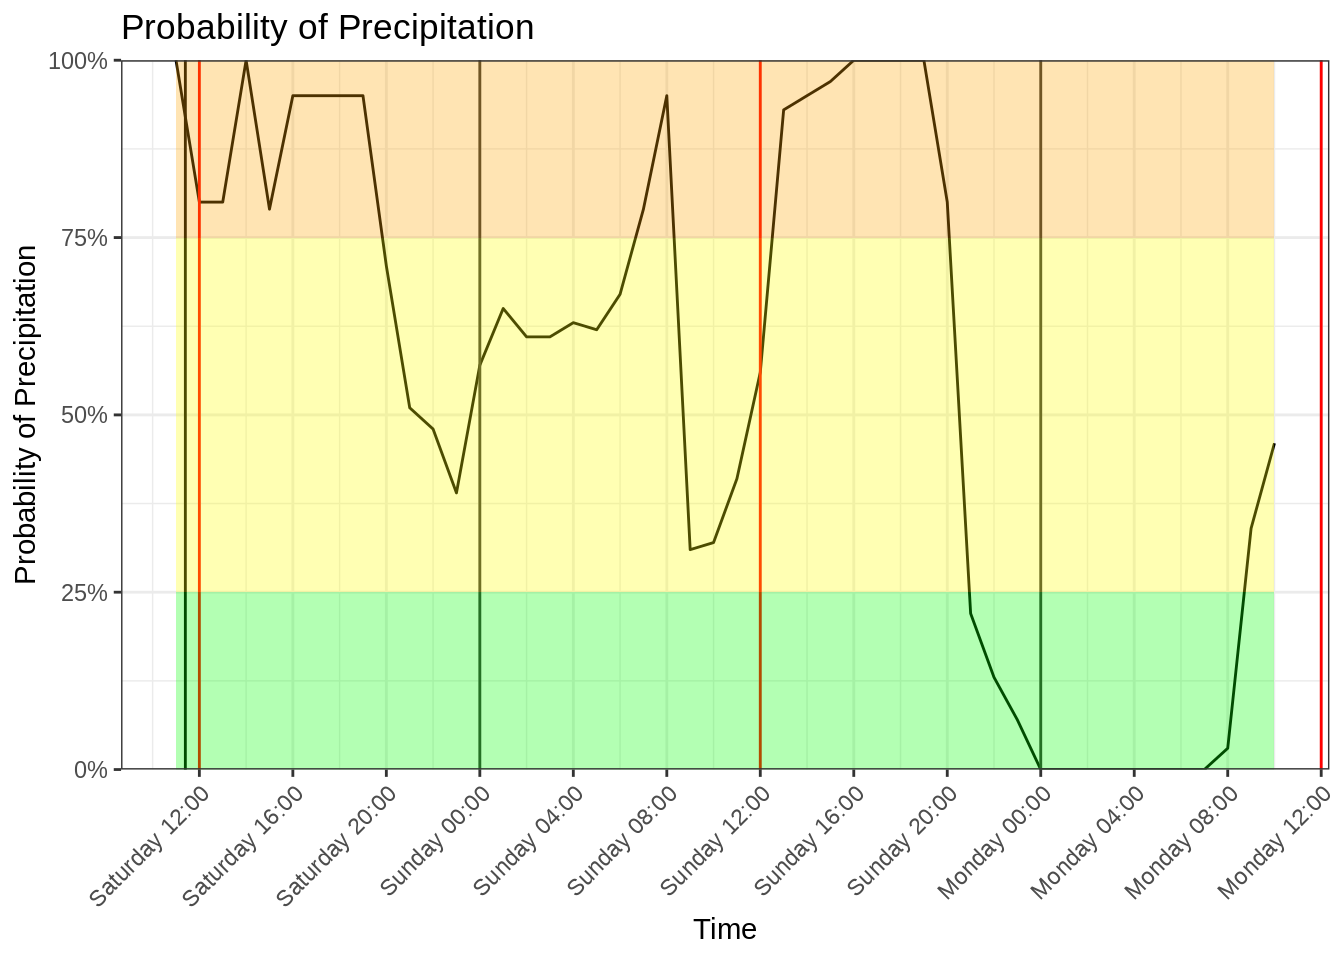 Probability of Precipitation
Probability of Precipitation
100%
75%
50%
25%
0%
Saturday 12:00
Saturday 16:00
Saturday 20:00
Sunday 00:00
Sunday 04:00
Sunday 08:00
Sunday 12:00
Sunday 16:00
Sunday 20:00
Monday 00:00
Monday 04:00
Monday 08:00
Monday 12:00
Time